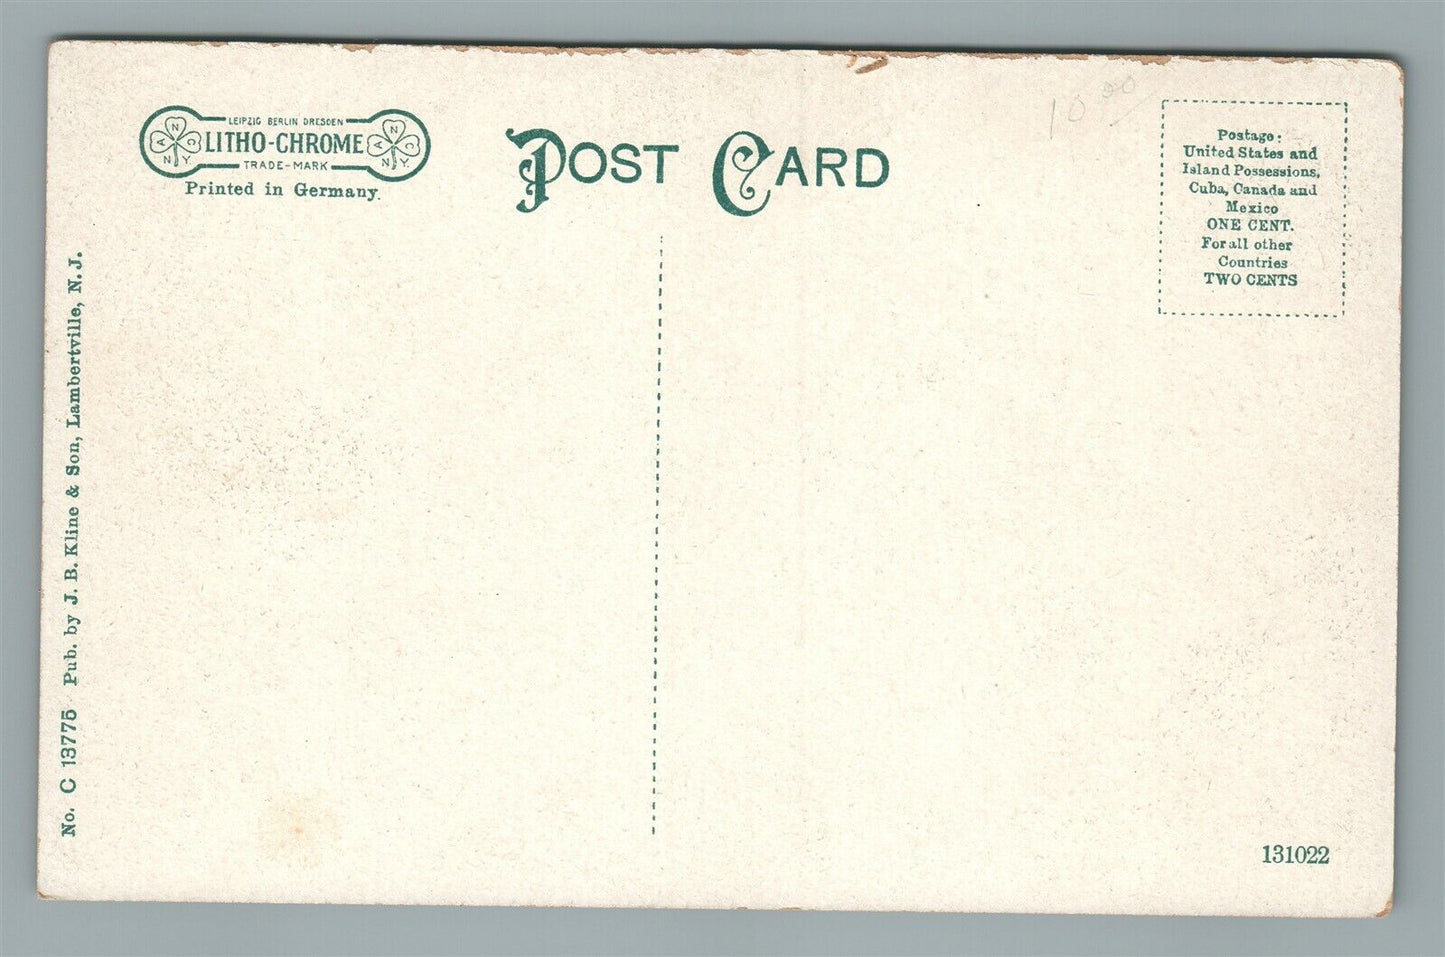 LEIPZIG BERLIN DRESDEN
LITHO-CHROME
TRADE-MARK
A N C N.Y.
A N C N.Y.
Printed in Germany.
POST CARD
10 00
Postage:
United States and
Island Possessions,
Cuba, Canada and
Mexico
ONE CENT.
For all other
Countries
TWO CENTS
No. C 13775 Pub. by J. B. Kline & Son, Lambertville, N. J.
131022